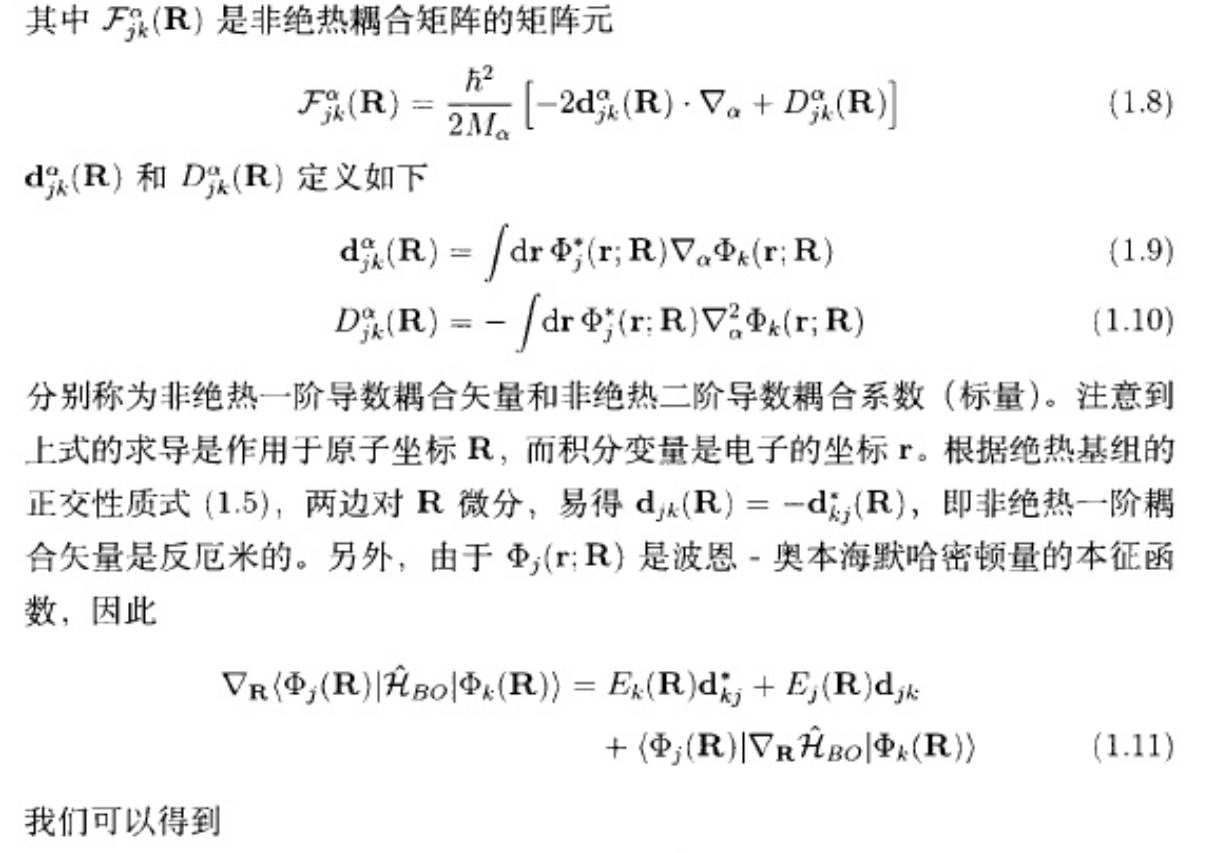 其中 $\mathcal{F}_{jk}^{\alpha}(\mathbf{R})$ 是非绝热耦合矩阵的矩阵元
$\mathcal{F}_{jk}^{\alpha}(\mathbf{R}) = \frac{\hbar^2}{2M_\alpha}\left[-2\mathbf{d}_{jk}^{\alpha}(\mathbf{R})\cdot\nabla_\alpha + D_{jk}^{\alpha}(\mathbf{R})\right]$ (1.8)
$\mathbf{d}_{jk}^{\alpha}(\mathbf{R})$ 和 $D_{jk}^{\alpha}(\mathbf{R})$ 定义如下
$\mathbf{d}_{jk}^{\alpha}(\mathbf{R}) = \int \mathrm{d}\mathbf{r}\,\Phi_j^*(\mathbf{r};\mathbf{R})\nabla_\alpha\Phi_k(\mathbf{r};\mathbf{R})$ (1.9)
$D_{jk}^{\alpha}(\mathbf{R}) = -\int \mathrm{d}\mathbf{r}\,\Phi_j^*(\mathbf{r};\mathbf{R})\nabla_\alpha^2\Phi_k(\mathbf{r};\mathbf{R})$ (1.10)
分别称为非绝热一阶导数耦合矢量和非绝热二阶导数耦合系数（标量）。注意到
上式的求导是作用于原子坐标 $\mathbf{R}$，而积分变量是电子的坐标 $\mathbf{r}$。根据绝热基组的
正交性质式 (1.5)，两边对 $\mathbf{R}$ 微分，易得 $\mathbf{d}_{jk}(\mathbf{R}) = -\mathbf{d}_{kj}^*(\mathbf{R})$，即非绝热一阶耦
合矢量是反厄米的。另外，由于 $\Phi_j(\mathbf{r};\mathbf{R})$ 是波恩 - 奥本海默哈密顿量的本征函
数，因此
$\nabla_{\mathbf{R}}\langle\Phi_j(\mathbf{R})|\hat{\mathcal{H}}_{BO}|\Phi_k(\mathbf{R})\rangle = E_k(\mathbf{R})\mathbf{d}_{kj}^* + E_j(\mathbf{R})\mathbf{d}_{jk}$
$+ \langle\Phi_j(\mathbf{R})|\nabla_{\mathbf{R}}\hat{\mathcal{H}}_{BO}|\Phi_k(\mathbf{R})\rangle$ (1.11)
我们可以得到